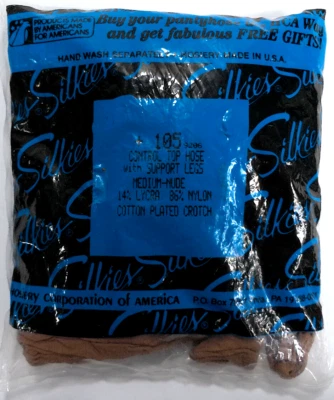 PRODUCTS MADE
BY AMERICANS
FOR AMERICANS
Buy your pantyhose
and get fabulous FREE GIFTS!
HAND WASH SEPARATELY MADE IN U.S.A.
Silkies
105
CONTROL TOP HOSE
with SUPPORT LEGS
MEDIUM-NUDE
14% LYCRA 86% NYLON
COTTON PLATED CROTCH
Silkies
Silkies
CORPORATION OF AMERICA P.O. Box